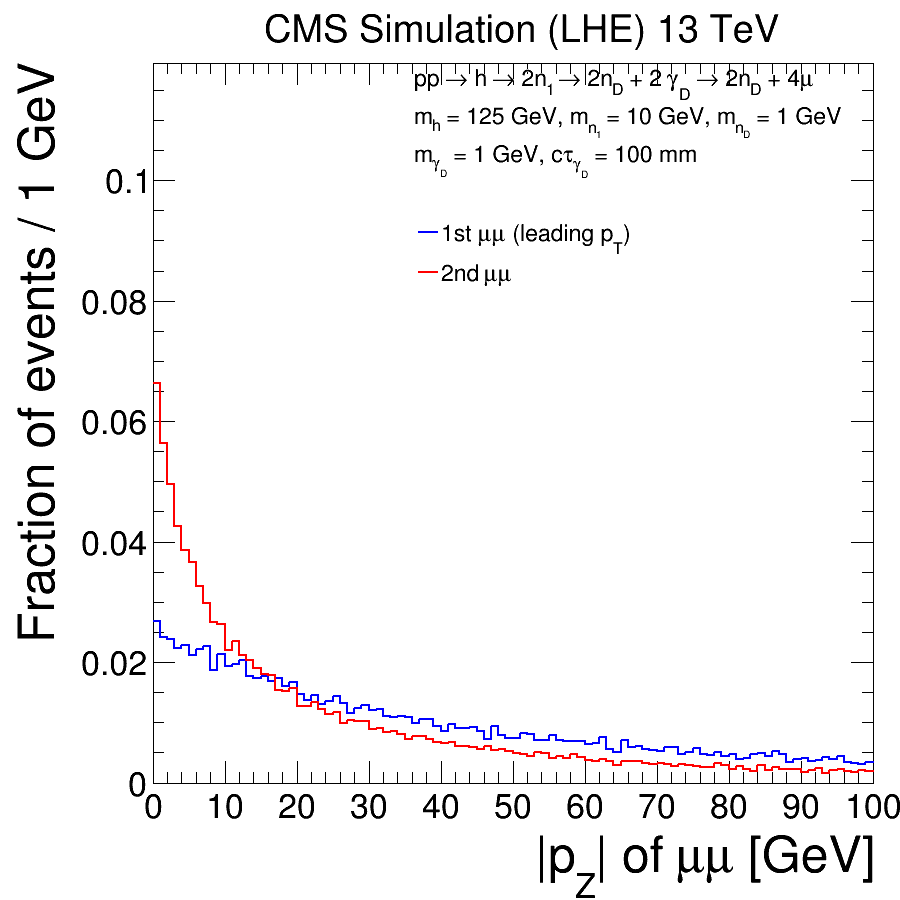 CMS Simulation (LHE) 13 TeV
pp → h → 2n₁ → 2n_D + 2 γ_D → 2n_D + 4μ
m_h = 125 GeV, m_n₁ = 10 GeV, m_n_D = 1 GeV
m_γ_D = 1 GeV, cτ_γ_D = 100 mm
1st μμ (leading p_T)
2nd μμ
Fraction of events / 1 GeV
0.1
0.08
0.06
0.04
0.02
0
0 10 20 30 40 50 60 70 80 90 100
|p_Z| of μμ [GeV]